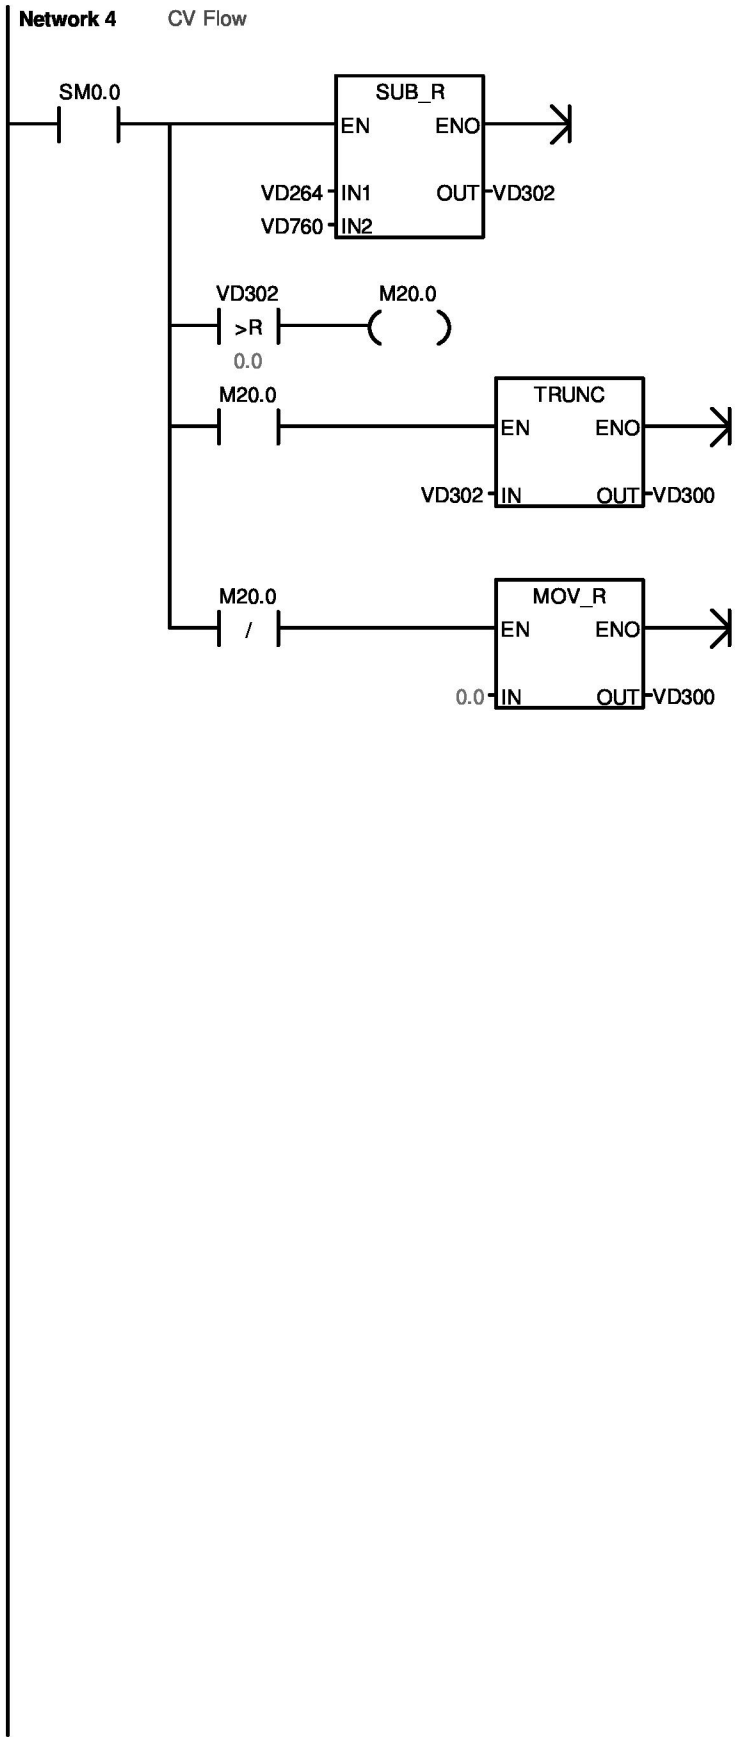 Network 4 CV Flow
SM0.0 SUB_R
EN ENO
VD264 IN1 OUT VD302
VD760 IN2
VD302 M20.0
>R
0.0
M20.0 TRUNC
EN ENO
VD302 IN OUT VD300
M20.0 MOV_R
/ EN ENO
0.0 IN OUT VD300